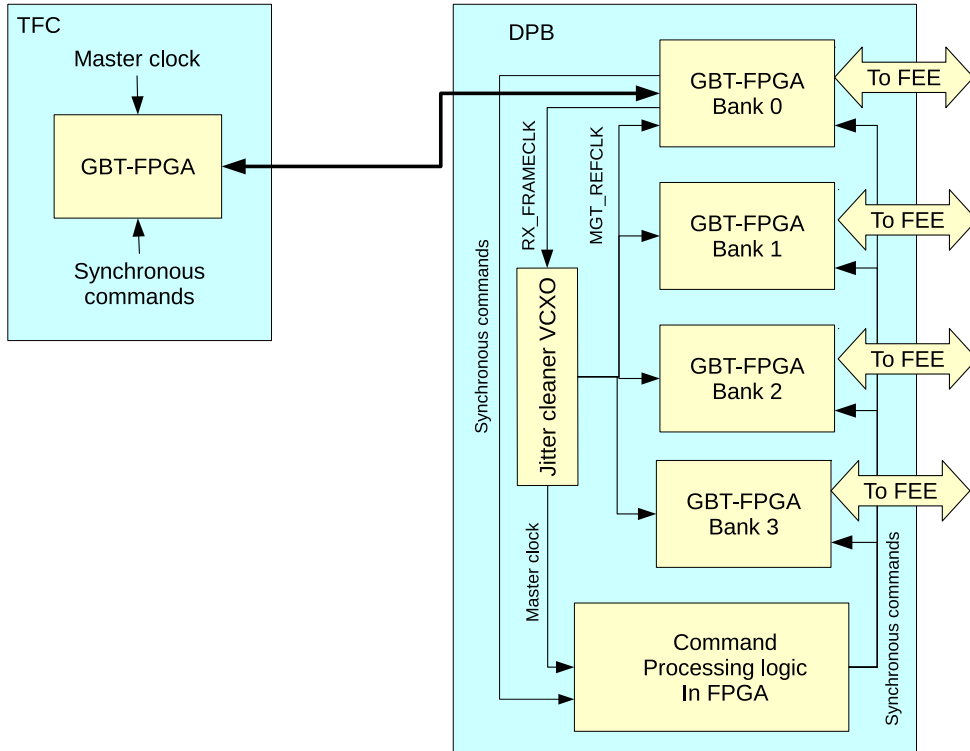 TFC
Master clock
GBT-FPGA
Synchronous
commands
DPB
GBT-FPGA
Bank 0
To FEE
RX_FRAMECLK
MGT_REFCLK
GBT-FPGA
Bank 1
To FEE
Synchronous commands
Jitter cleaner VCXO
GBT-FPGA
Bank 2
To FEE
GBT-FPGA
Bank 3
To FEE
Master clock
Synchronous commands
Command
Processing logic
In FPGA